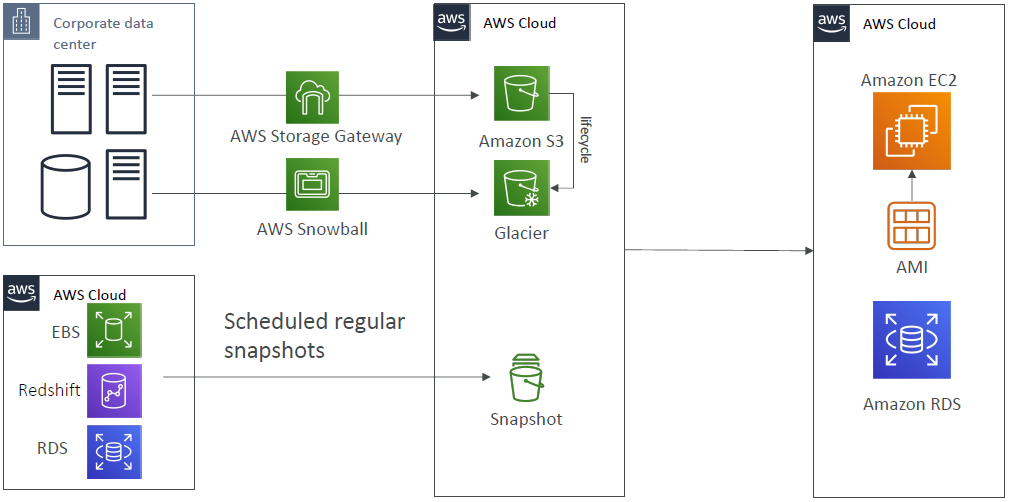 Corporate data
center
AWS Storage Gateway
AWS Snowball
aws
AWS Cloud
EBS
Redshift
RDS
Scheduled regular
snapshots
aws
AWS Cloud
Amazon S3
lifecycle
Glacier
Snapshot
aws
AWS Cloud
Amazon EC2
AMI
Amazon RDS